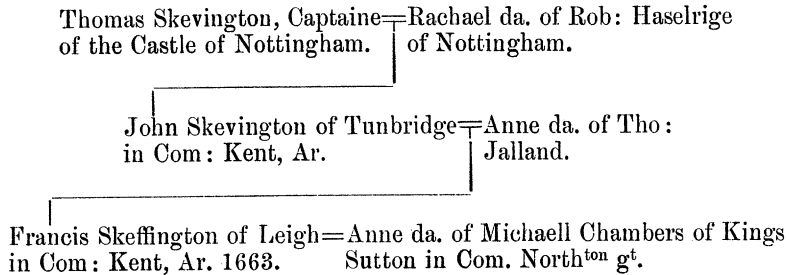 Thomas Skevington, Captaine=Rachael da. of Rob: Haselrige
of the Castle of Nottingham. of Nottingham.
John Skevington of Tunbridge=Anne da. of Tho:
in Com: Kent, Ar. Jalland.
Francis Skeffington of Leigh=Anne da. of Michaell Chambers of Kings
in Com: Kent, Ar. 1663. Sutton in Com. Northᵗᵒⁿ gᵗ.